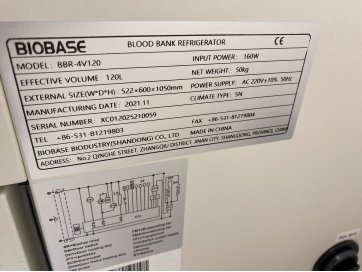 BIOBASE
BLOOD BANK REFRIGERATOR
CE
MODEL: BBR-4V120
INPUT POWER: 160W
EFFECTIVE VOLUME: 120L
NET WEIGHT: 50kg
EXTERNAL SIZE(W*D*H): 522×600×1050mm
POWER SUPPLY: AC 220V±10% 50Hz
MANUFACTURING DATE: 2021.11
CLIMATE TYPE: SN
SERIAL NUMBER: XC012025210059
TEL +86-531-81219803
FAX +86-531-81219804
BIOBASE BIODUSTRY(SHANDONG) CO., LTD. MADE IN CHINA
ADDRESS: No.2 QINGHE STREET, ZHANGQIU DISTRICT, JINAN CITY, SHANGDONG, PROVINCE, CHINA